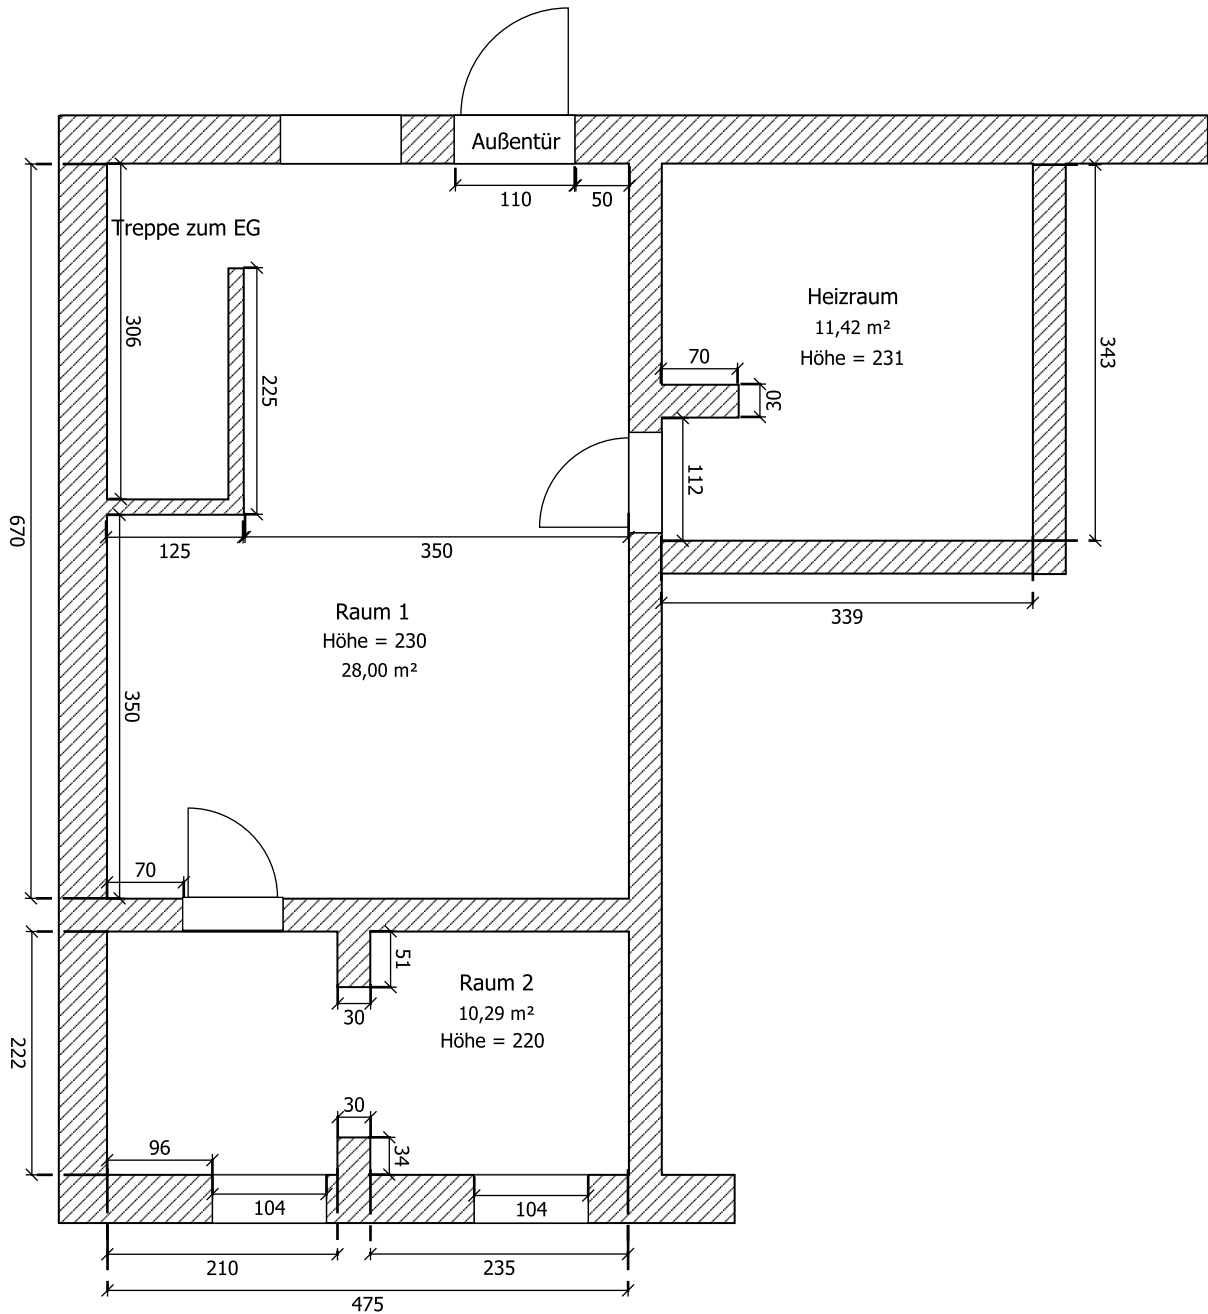 Außentür
110
50
Treppe zum EG
306
225
Heizraum
11,42 m²
Höhe = 231
70
30
343
112
670
125
350
339
Raum 1
Höhe = 230
28,00 m²
350
70
51
Raum 2
10,29 m²
Höhe = 220
30
222
30
34
96
104
104
210
235
475